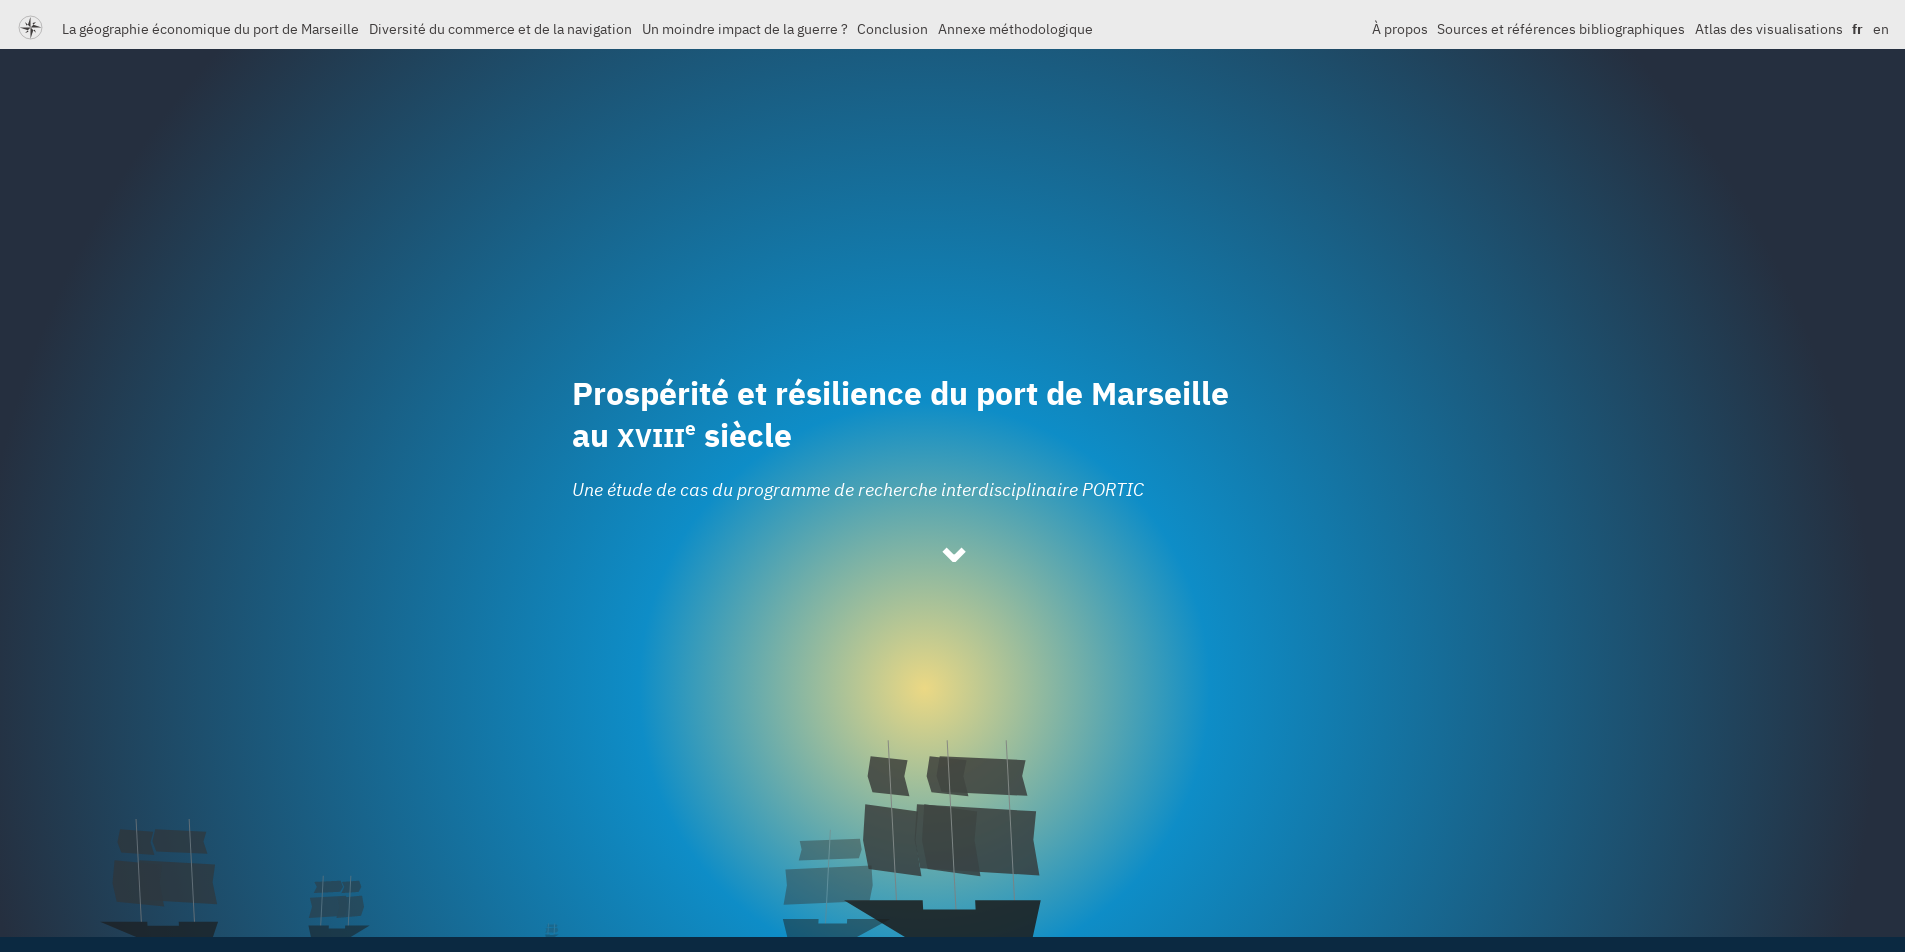 La géographie économique du port de Marseille Diversité du commerce et de la navigation Un moindre impact de la guerre ? Conclusion Annexe méthodologique À propos Sources et références bibliographiques Atlas des visualisations fr en
Prospérité et résilience du port de Marseille
au XVIIIe siècle
Une étude de cas du programme de recherche interdisciplinaire PORTIC